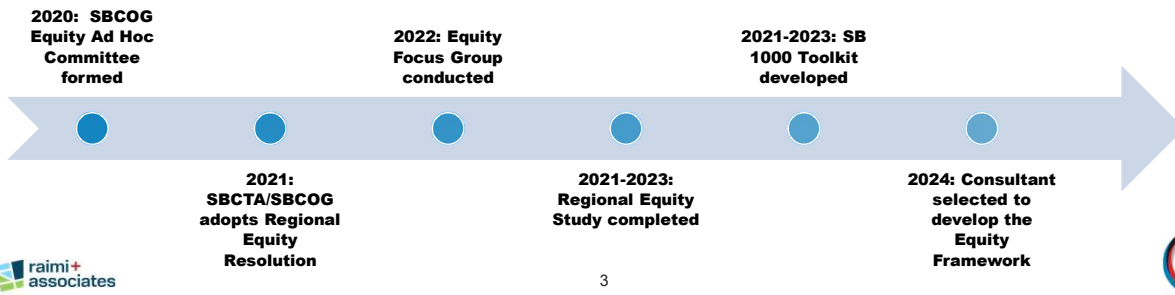 2020: SBCOG
Equity Ad Hoc
Committee
formed
2021:
SBCTA/SBCOG
adopts Regional
Equity
Resolution
2022: Equity
Focus Group
conducted
2021-2023:
Regional Equity
Study completed
2021-2023: SB
1000 Toolkit
developed
2024: Consultant
selected to
develop the
Equity
Framework
raimi+
associates
3